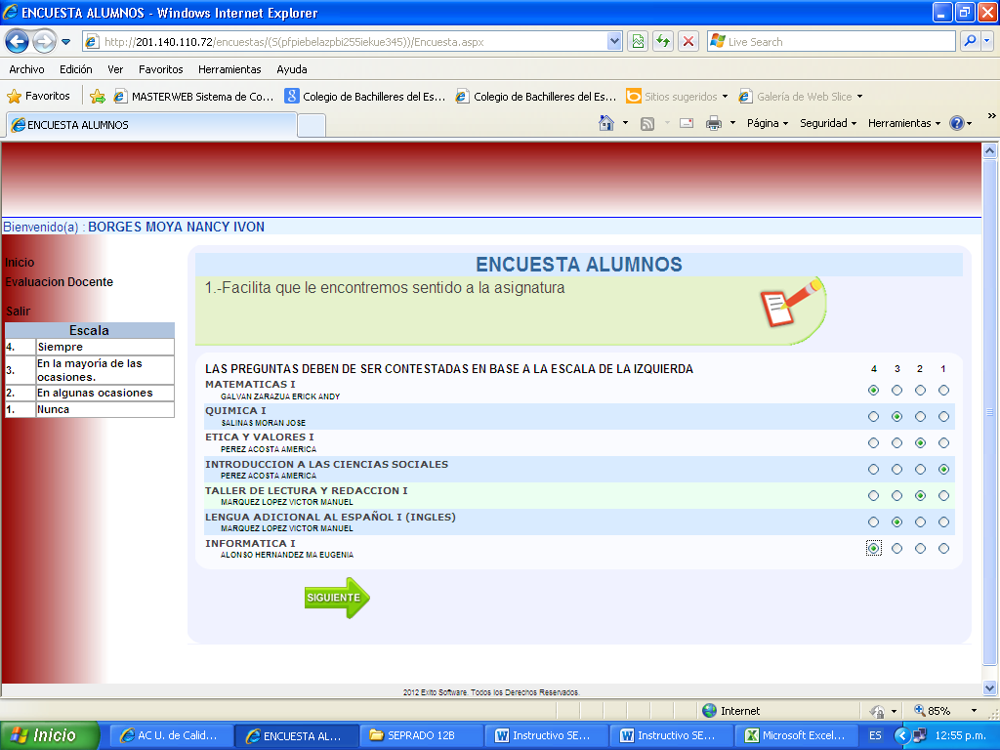 ENCUESTA ALUMNOS - Windows Internet Explorer
http://201.140.110.72/encuestas/(S(pfpiebelazpbi255iekue345))/Encuesta.aspx
Live Search
Archivo Edición Ver Favoritos Herramientas Ayuda
Favoritos MASTERWEB Sistema de Co... Colegio de Bachilleres del Es... Colegio de Bachilleres del Es... Sitios sugeridos Galería de Web Slice
ENCUESTA ALUMNOS Página Seguridad Herramientas
Bienvenido(a) : BORGES MOYA NANCY IVON
Inicio
Evaluacion Docente
Salir
Escala
4. Siempre
3. En la mayoría de las
ocasiones.
2. En algunas ocasiones
1. Nunca
ENCUESTA ALUMNOS
1.-Facilita que le encontremos sentido a la asignatura
LAS PREGUNTAS DEBEN DE SER CONTESTADAS EN BASE A LA ESCALA DE LA IZQUIERDA 4 3 2 1
MATEMATICAS I
GALVAN ZARAZUA ERICK ANDY
QUIMICA I
SALINAS MORAN JOSE
ETICA Y VALORES I
PEREZ ACOSTA AMERICA
INTRODUCCION A LAS CIENCIAS SOCIALES
PEREZ ACOSTA AMERICA
TALLER DE LECTURA Y REDACCION I
MARQUEZ LOPEZ VICTOR MANUEL
LENGUA ADICIONAL AL ESPAÑOL I (INGLES)
MARQUEZ LOPEZ VICTOR MANUEL
INFORMATICA I
ALONSO HERNANDEZ MA EUGENIA
SIGUIENTE
2012 Exito Software. Todos los Derechos Reservados.
Internet 85%
Inicio AC U. de Calid... ENCUESTA AL... SEPRADO 12B Instructivo SE... Instructivo SE... Microsoft Excel... ES 12:55 p.m.